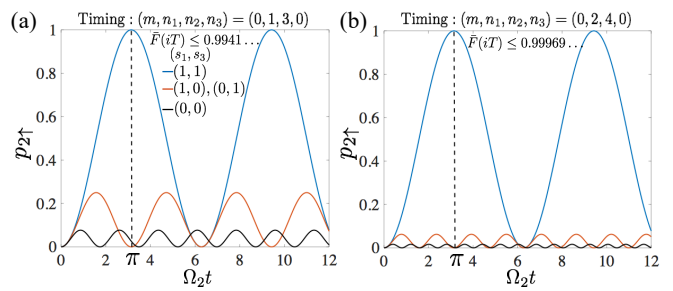 (a)
Timing : (m, n₁, n₂, n₃) = (0, 1, 3, 0)
F̄(iT) ≤ 0.9941 . . .
(s₁, s₃)
(1, 1)
(1, 0), (0, 1)
(0, 0)
p₂↑
1
0.8
0.6
0.4
0.2
0
0 2 π 4 6 8 10 12
Ω₂t
(b)
Timing : (m, n₁, n₂, n₃) = (0, 2, 4, 0)
F̄(iT) ≤ 0.99969 . . .
p₂↑
1
0.8
0.6
0.4
0.2
0
0 2 π 4 6 8 10 12
Ω₂t